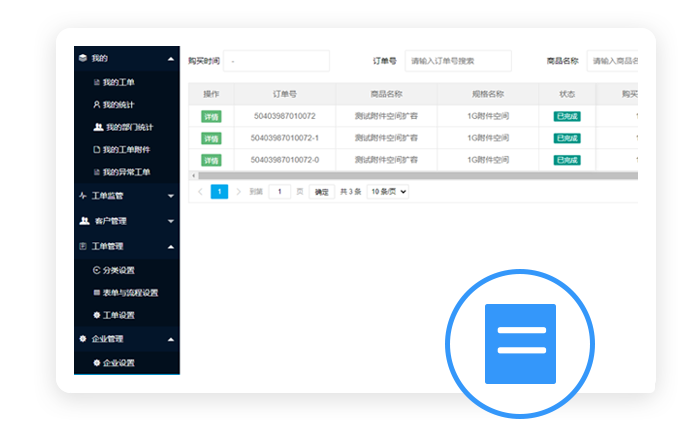 我的
我的工单
我的统计
我的部门统计
我的工单附件
我的异常工单
工单监管
客户管理
工单管理
分类设置
表单与流程设置
工单设置
企业管理
企业设置
购买时间 - 订单号 请输入订单号搜索 商品名称 请输入商品名
操作 订单号 商品名称 规格名称 状态 购买
详情 50403987010072 测试附件空间扩容 1G附件空间 已完成
详情 50403987010072-1 测试附件空间扩容 1G附件空间 已完成
详情 50403987010072-0 测试附件空间扩容 1G附件空间 已完成
1 到第 1 页 确定 共 3 条 10 条/页